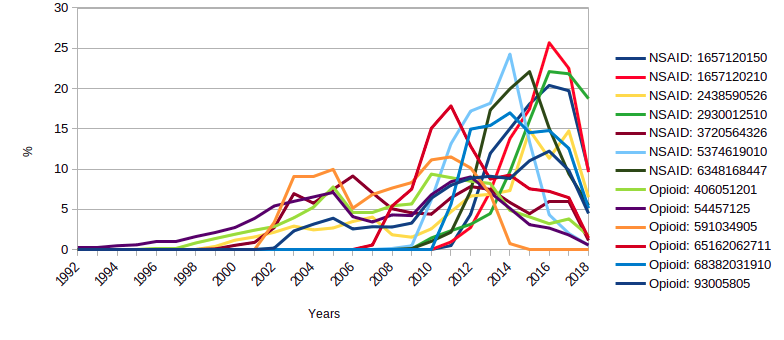 30
25
20
15
10
5
0
%
1992
1994
1996
1998
2000
2002
2004
2006
2008
2010
2012
2014
2016
2018
Years
NSAID: 1657120150
NSAID: 1657120210
NSAID: 2438590526
NSAID: 2930012510
NSAID: 3720564326
NSAID: 5374619010
NSAID: 6348168447
Opioid: 406051201
Opioid: 54457125
Opioid: 591034905
Opioid: 65162062711
Opioid: 68382031910
Opioid: 93005805